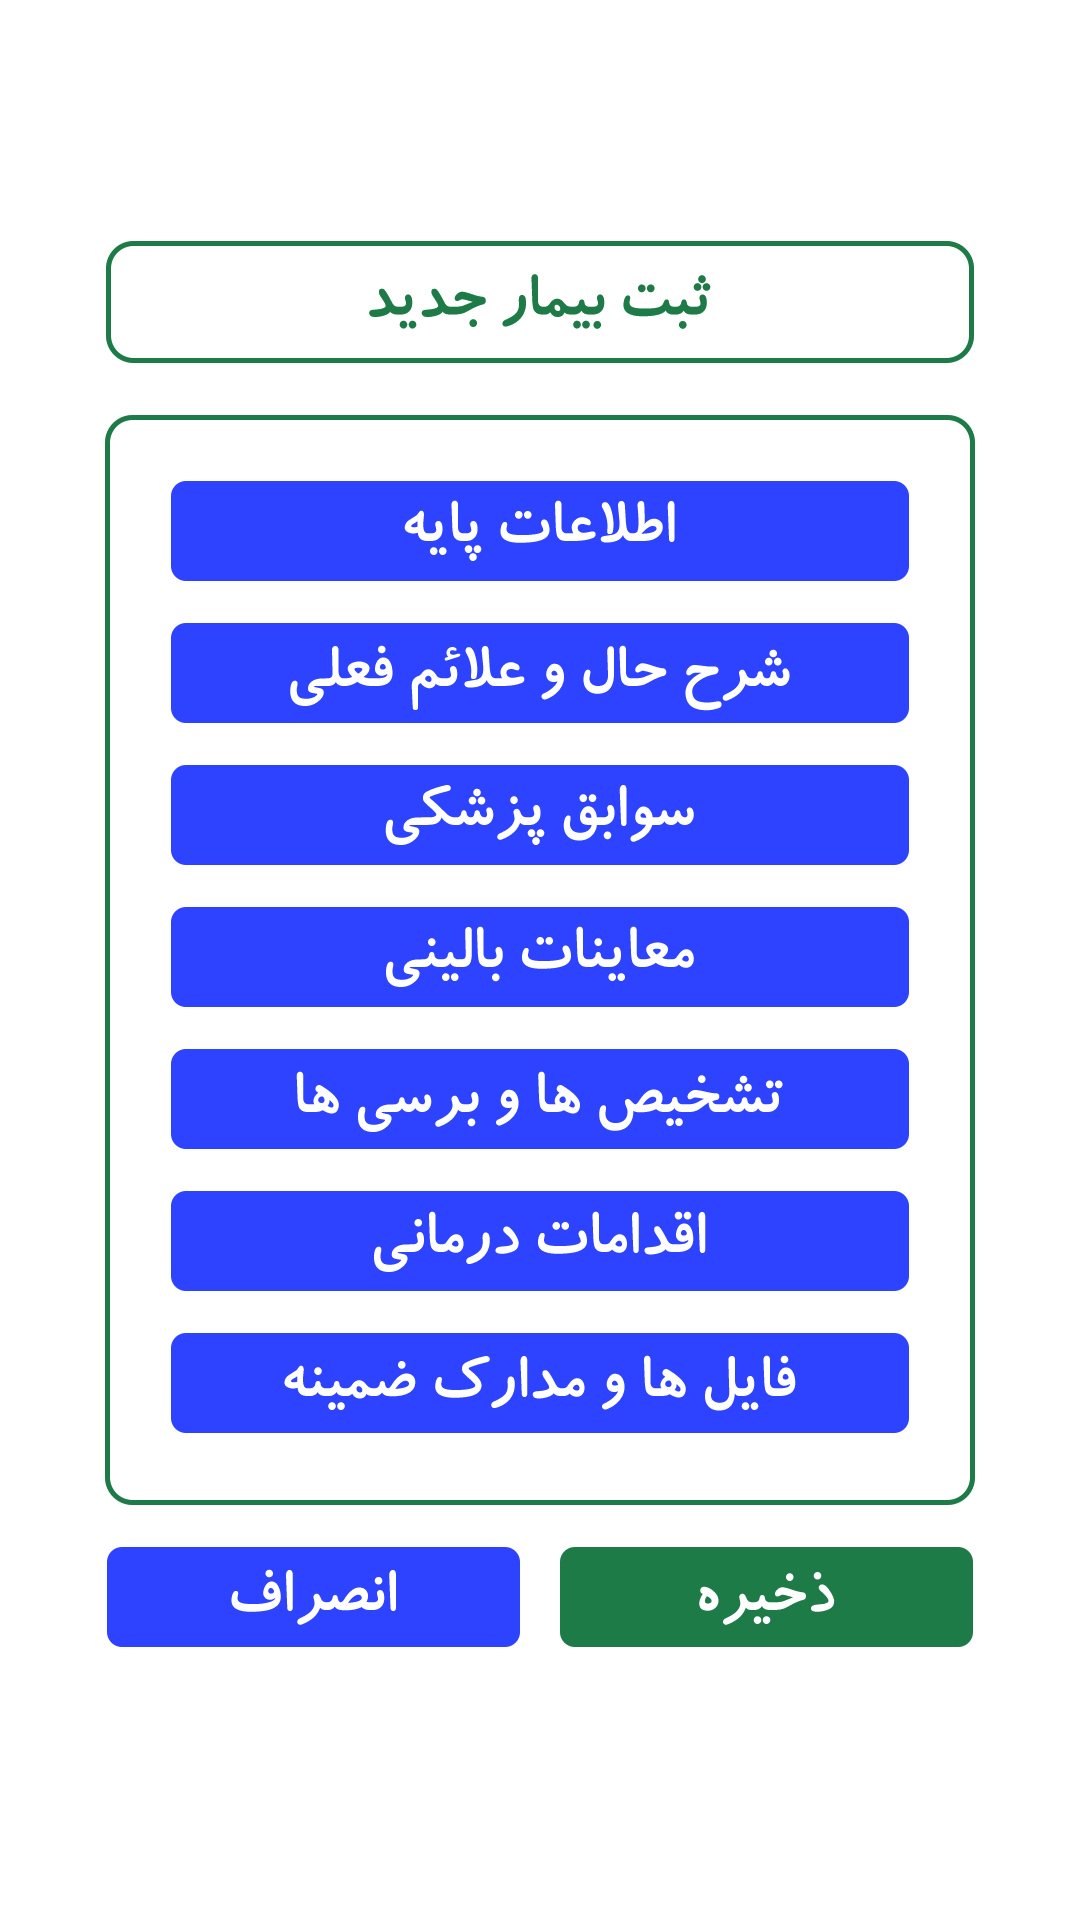 ثبت بیمار جدید
اطلاعات پایه
شرح حال و علائم فعلی
سوابق پزشکی
معاینات بالینی
تشخیص ها و برسی ها
اقدامات درمانی
فایل ها و مدارک ضمینه
ذخیره
انصراف